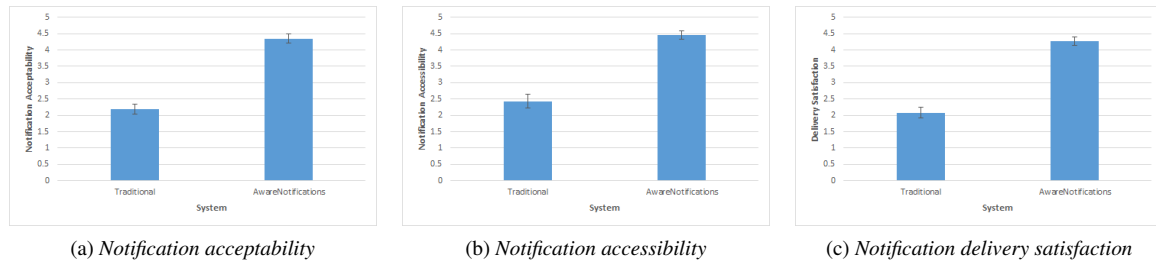 5
4.5
4
3.5
3
2.5
2
1.5
1
0.5
0
Notification Acceptability
Traditional AwareNotifications
System
(a) Notification acceptability
5
4.5
4
3.5
3
2.5
2
1.5
1
0.5
0
Notification Accessibility
Traditional AwareNotifications
System
(b) Notification accessibility
5
4.5
4
3.5
3
2.5
2
1.5
1
0.5
0
Delivery Satisfaction
Traditional AwareNotifications
System
(c) Notification delivery satisfaction